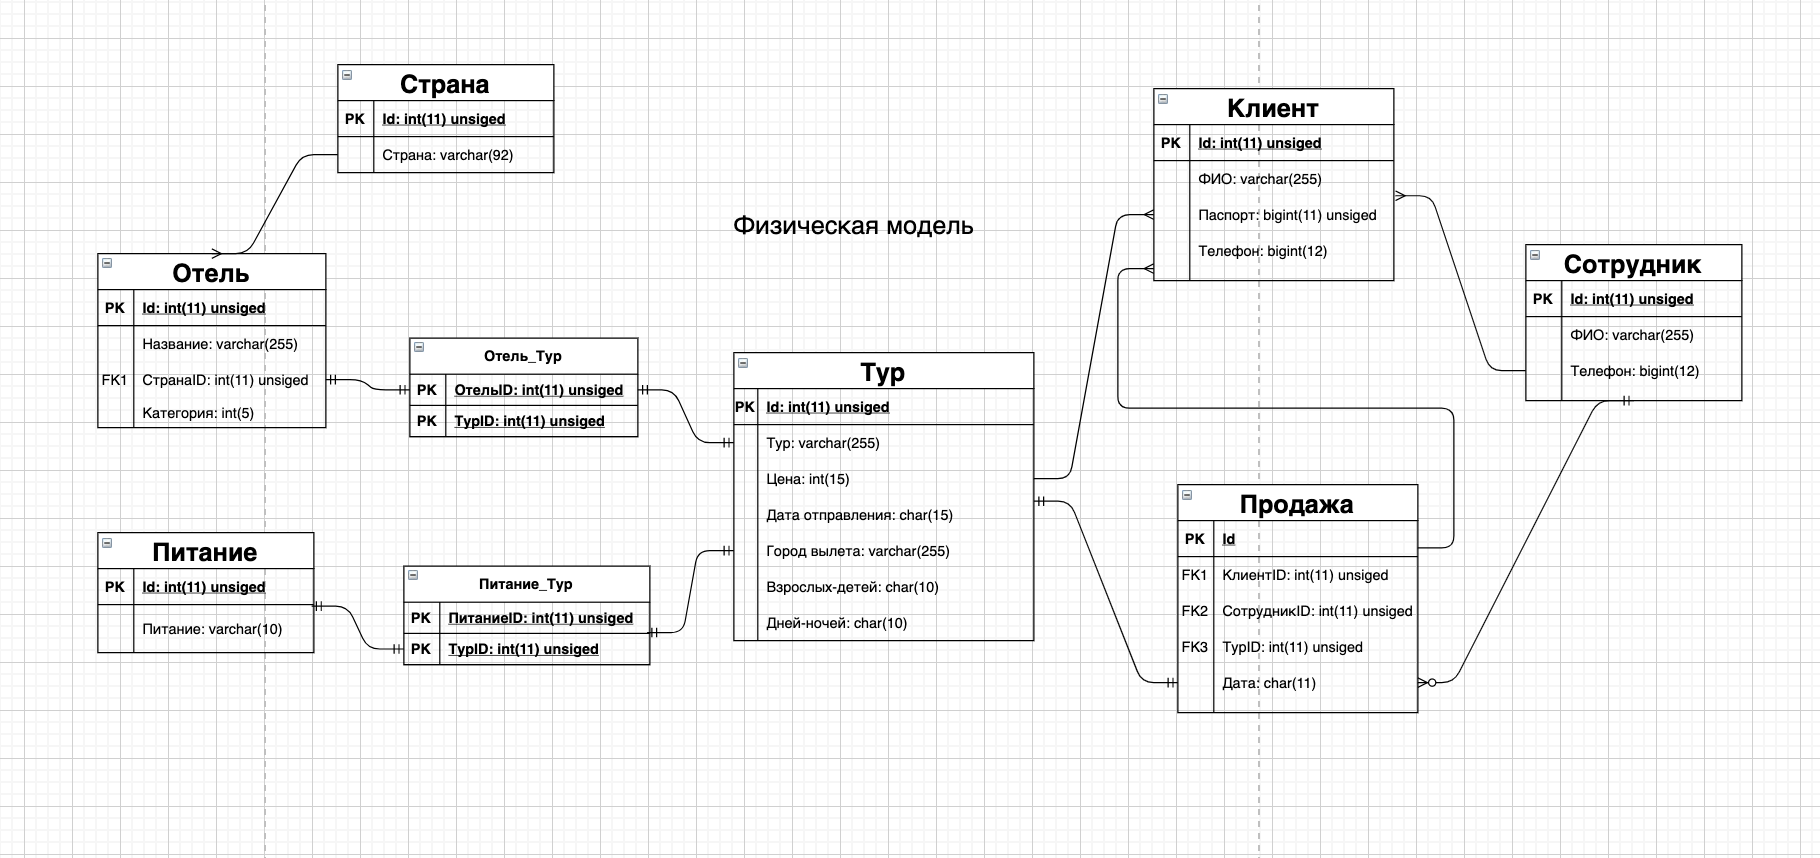 Страна
PK Id: int(11) unsiged
Страна: varchar(92)
Физическая модель
Отель
PK Id: int(11) unsiged
Название: varchar(255)
FK1 СтранаID: int(11) unsiged
Категория: int(5)
Отель_Тур
PK ОтельID: int(11) unsiged
PK ТурID: int(11) unsiged
Питание
PK Id: int(11) unsiged
Питание: varchar(10)
Питание_Тур
PK ПитаниеID: int(11) unsiged
PK ТурID: int(11) unsiged
Тур
PK Id: int(11) unsiged
Тур: varchar(255)
Цена: int(15)
Дата отправления: char(15)
Город вылета: varchar(255)
Взрослых-детей: char(10)
Дней-ночей: char(10)
Клиент
PK Id: int(11) unsiged
ФИО: varchar(255)
Паспорт: bigint(11) unsiged
Телефон: bigint(12)
Сотрудник
PK Id: int(11) unsiged
ФИО: varchar(255)
Телефон: bigint(12)
Продажа
PK Id
FK1 КлиентID: int(11) unsiged
FK2 СотрудникID: int(11) unsiged
FK3 ТурID: int(11) unsiged
Дата: char(11)